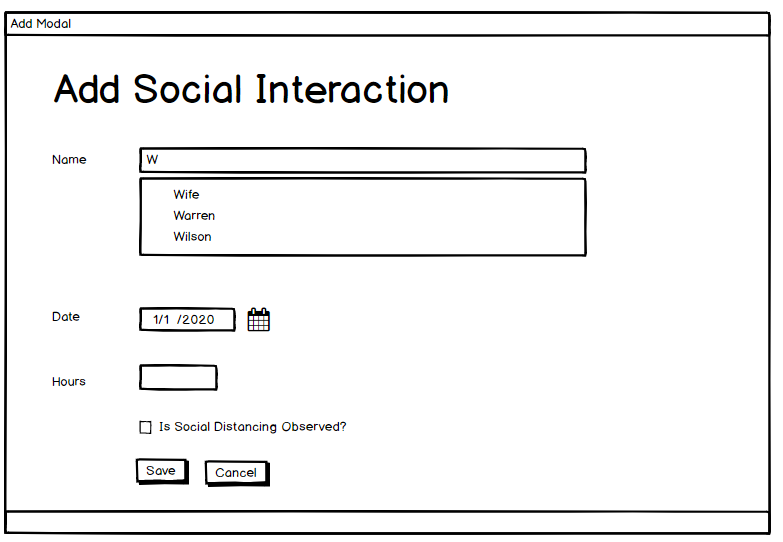 Add Modal
Add Social Interaction
Name W
Wife
Warren
Wilson
Date 1/1 /2020
Hours
Is Social Distancing Observed?
Save Cancel